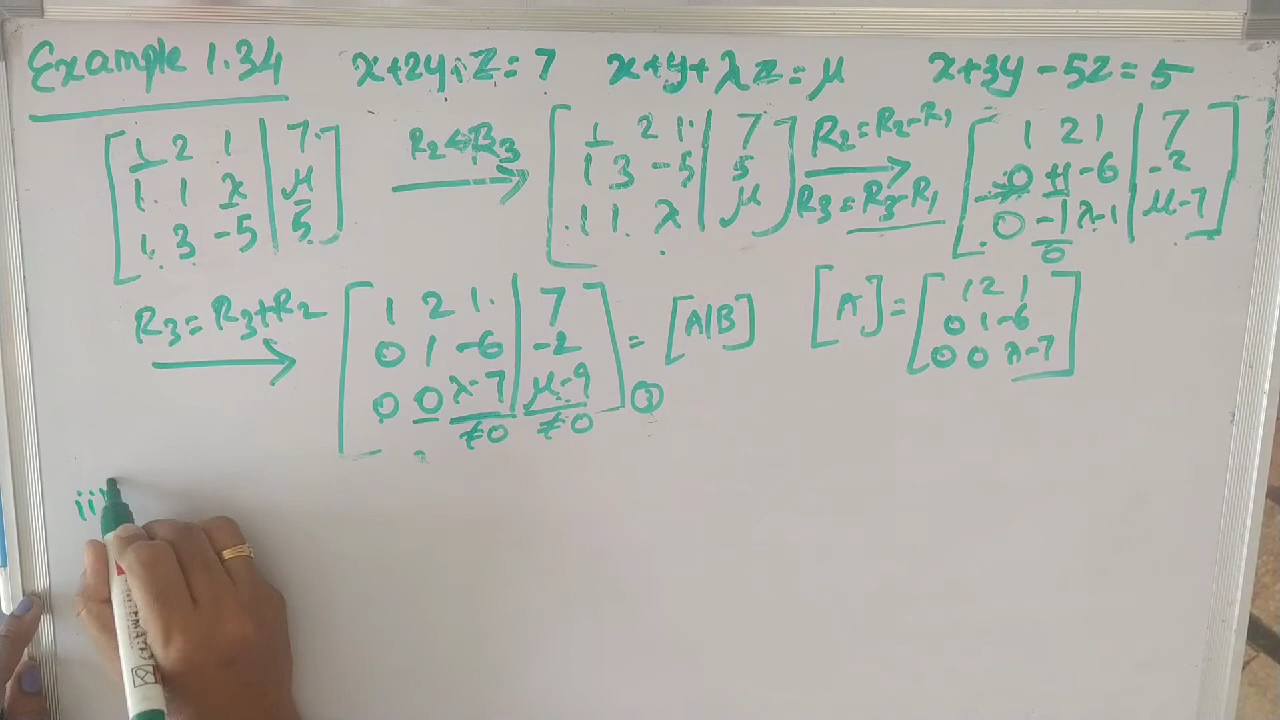 Example 1.34 x+2y+z=7 x+y+λz=μ x+3y-5z=5
[1 2 1 | 7] R2↔R3 [1 2 1 | 7] R2=R2-R1 [1 2 1 | 7]
[1 1 λ | μ] → [1 3 -5 | 5] → [0 +1 -6 | -2]
[1 3 -5 | 5] [1 1 λ | μ] R3=R3-R1 [0 -1 λ-1 | μ-7]
0
R3=R3+R2 [1 2 1 | 7] [1 2 1]
→ [0 1 -6 | -2] =[A|B] [A]=[0 1 -6]
[0 0 λ-7 | μ-9] ③ [0 0 λ-7]
≠0 ≠0
ii